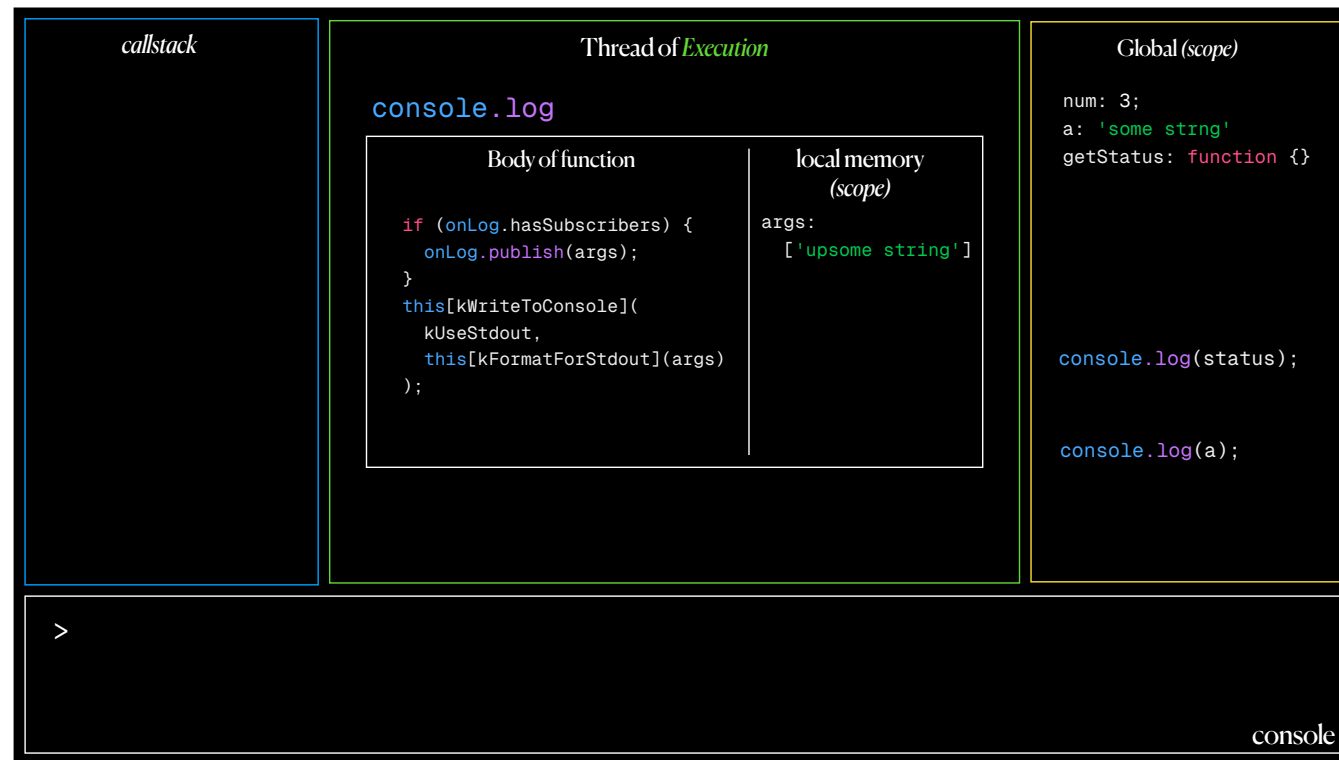 callstack
Thread of Execution
console.log
Body of function
if (onLog.hasSubscribers) {
onLog.publish(args);
}
this[kWriteToConsole](
kUseStdout,
this[kFormatForStdout](args)
);
local memory
(scope)
args:
['upsome string']
Global (scope)
num: 3;
a: 'some strng'
getStatus: function {}
console.log(status);
console.log(a);
>
console